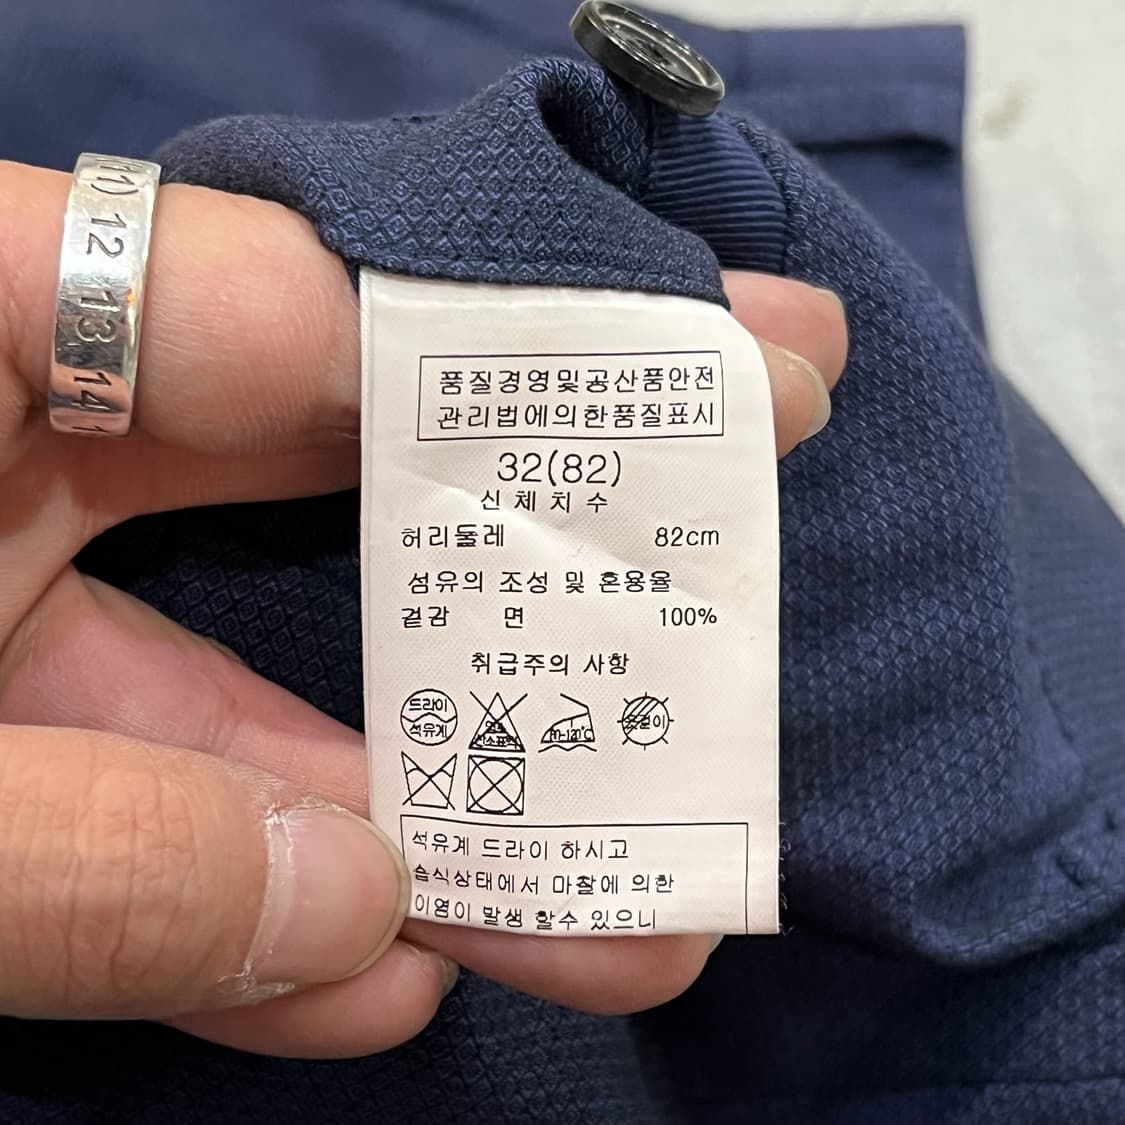 12 13 14
품질경영및공산품안전
관리법에의한품질표시
32(82)
신체치수
허리둘레 82cm
섬유의 조성 및 혼용율
겉감 면 100%
취급주의 사항
드라이
석유계
옷걸이
석유계 드라이 하시고
습식상태에서 마찰에 의한
이염이 발생 할수 있으니